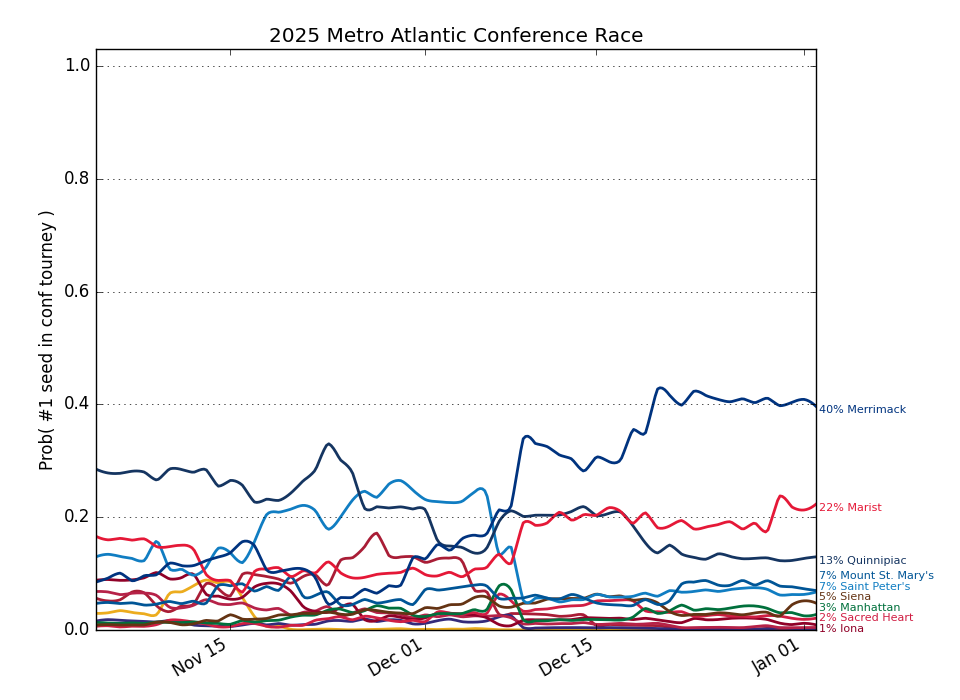 2025 Metro Atlantic Conference Race
Prob( #1 seed in conf tourney )
1.0
0.8
0.6
0.4
0.2
0.0
Nov 15
Dec 01
Dec 15
Jan 01
40% Merrimack
22% Marist
13% Quinnipiac
7% Mount St. Mary's
7% Saint Peter's
5% Siena
3% Manhattan
2% Sacred Heart
1% Iona